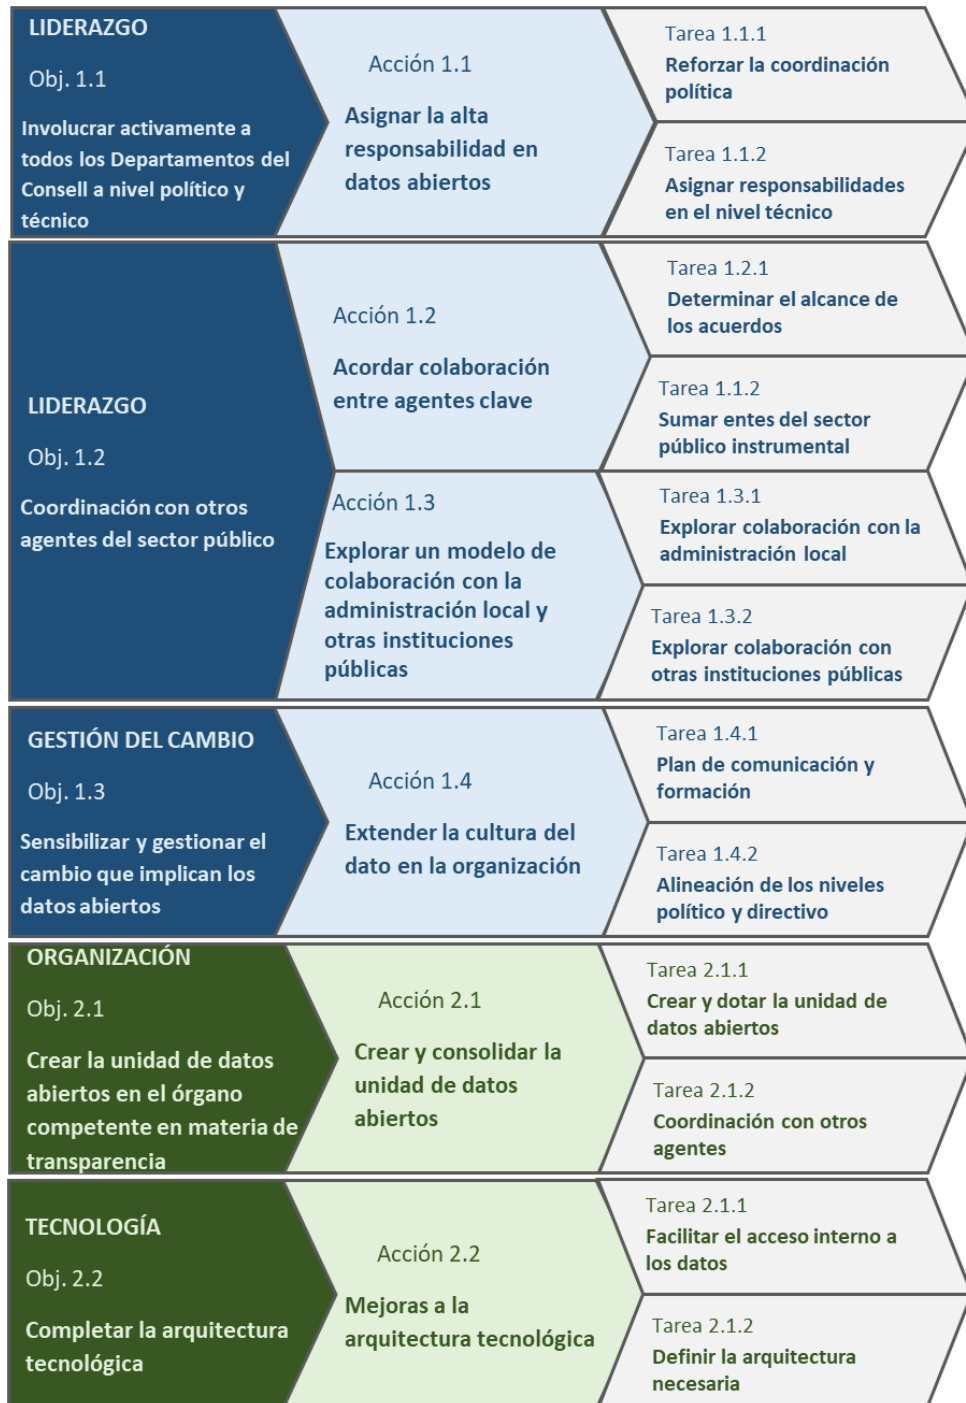 LIDERAZGO
Obj. 1.1
Involucrar activamente a
todos los Departamentos del
Consell a nivel político y
técnico
Acción 1.1
Asignar la alta
responsabilidad en
datos abiertos
Tarea 1.1.1
Reforzar la coordinación
política
Tarea 1.1.2
Asignar responsabilidades
en el nivel técnico
LIDERAZGO
Obj. 1.2
Coordinación con otros
agentes del sector público
Acción 1.2
Acordar colaboración
entre agentes clave
Tarea 1.2.1
Determinar el alcance de
los acuerdos
Tarea 1.1.2
Sumar entes del sector
público instrumental
Acción 1.3
Explorar un modelo de
colaboración con la
administración local y
otras instituciones
públicas
Tarea 1.3.1
Explorar colaboración con la
administración local
Tarea 1.3.2
Explorar colaboración con
otras instituciones públicas
GESTIÓN DEL CAMBIO
Obj. 1.3
Sensibilizar y gestionar el
cambio que implican los
datos abiertos
Acción 1.4
Extender la cultura del
dato en la organización
Tarea 1.4.1
Plan de comunicación y
formación
Tarea 1.4.2
Alineación de los niveles
político y directivo
ORGANIZACIÓN
Obj. 2.1
Crear la unidad de datos
abiertos en el órgano
competente en materia de
transparencia
Acción 2.1
Crear y consolidar la
unidad de datos
abiertos
Tarea 2.1.1
Crear y dotar la unidad de
datos abiertos
Tarea 2.1.2
Coordinación con otros
agentes
TECNOLOGÍA
Obj. 2.2
Completar la arquitectura
tecnológica
Acción 2.2
Mejoras a la
arquitectura tecnológica
Tarea 2.1.1
Facilitar el acceso interno a
los datos
Tarea 2.1.2
Definir la arquitectura
necesaria